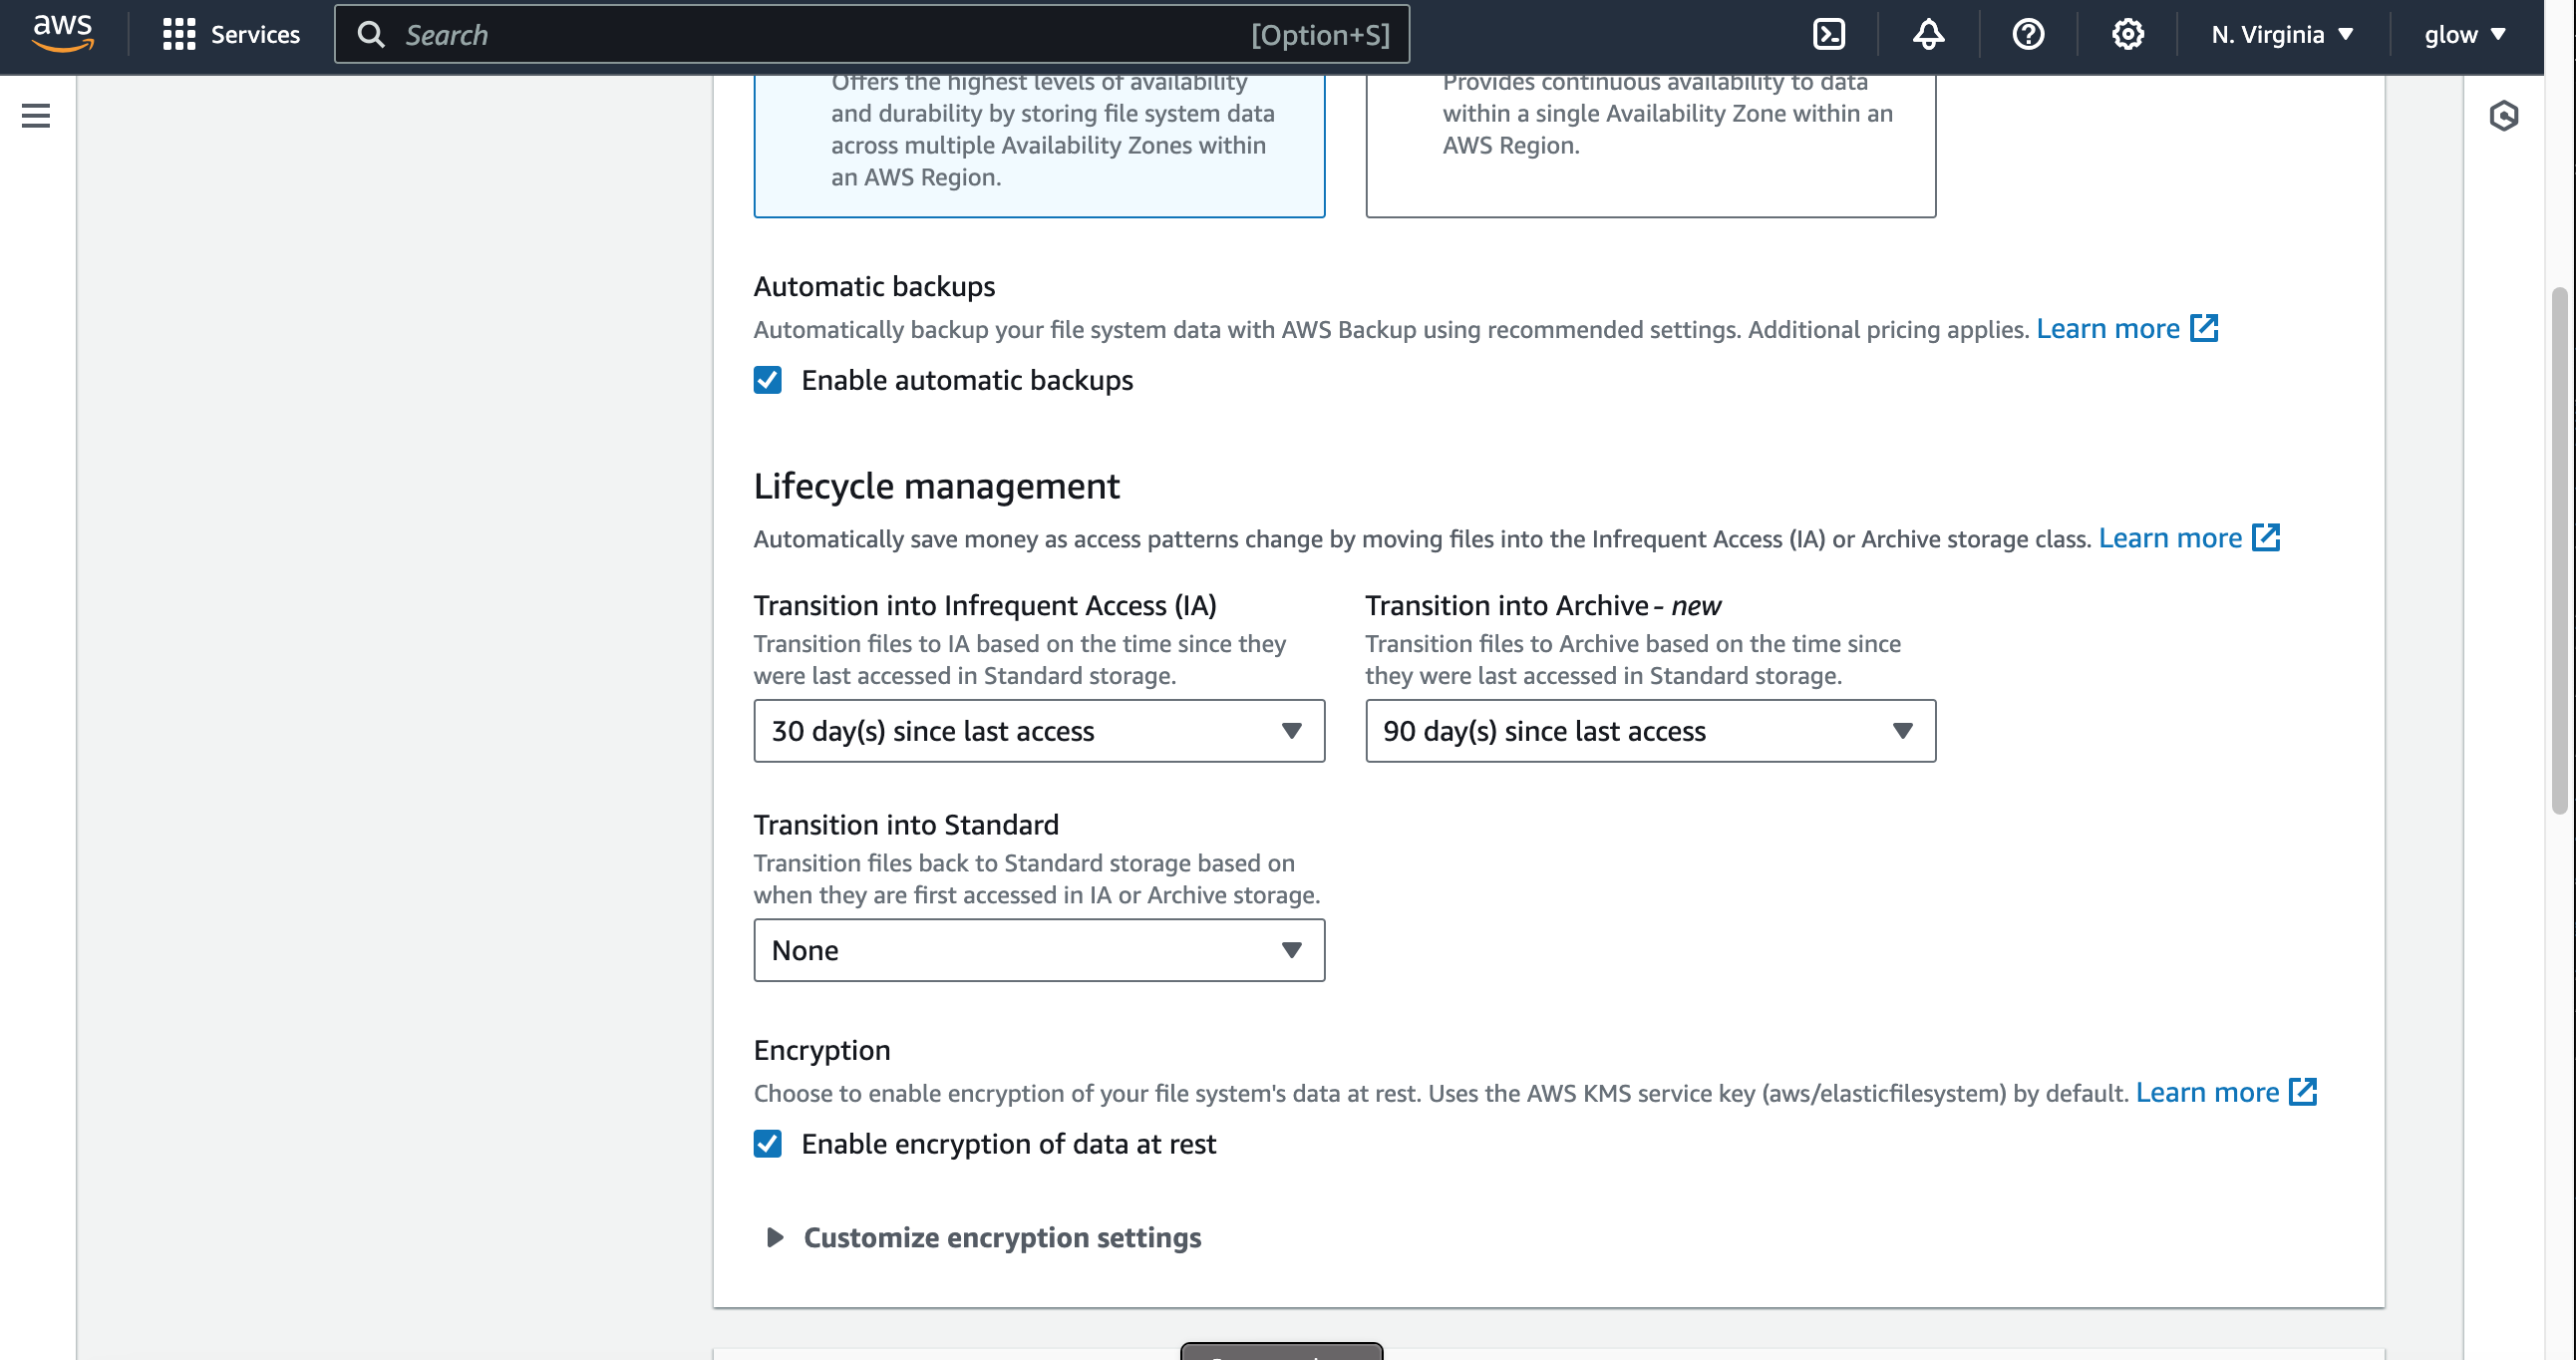 aws
Services
Search
[Option+S]
N. Virginia
glow
Offers the highest levels of availability
and durability by storing file system data
across multiple Availability Zones within
an AWS Region.
Provides continuous availability to data
within a single Availability Zone within an
AWS Region.
Automatic backups
Automatically backup your file system data with AWS Backup using recommended settings. Additional pricing applies. Learn more
Enable automatic backups
Lifecycle management
Automatically save money as access patterns change by moving files into the Infrequent Access (IA) or Archive storage class. Learn more
Transition into Infrequent Access (IA)
Transition files to IA based on the time since they
were last accessed in Standard storage.
30 day(s) since last access
Transition into Archive - new
Transition files to Archive based on the time since
they were last accessed in Standard storage.
90 day(s) since last access
Transition into Standard
Transition files back to Standard storage based on
when they are first accessed in IA or Archive storage.
None
Encryption
Choose to enable encryption of your file system's data at rest. Uses the AWS KMS service key (aws/elasticfilesystem) by default. Learn more
Enable encryption of data at rest
Customize encryption settings